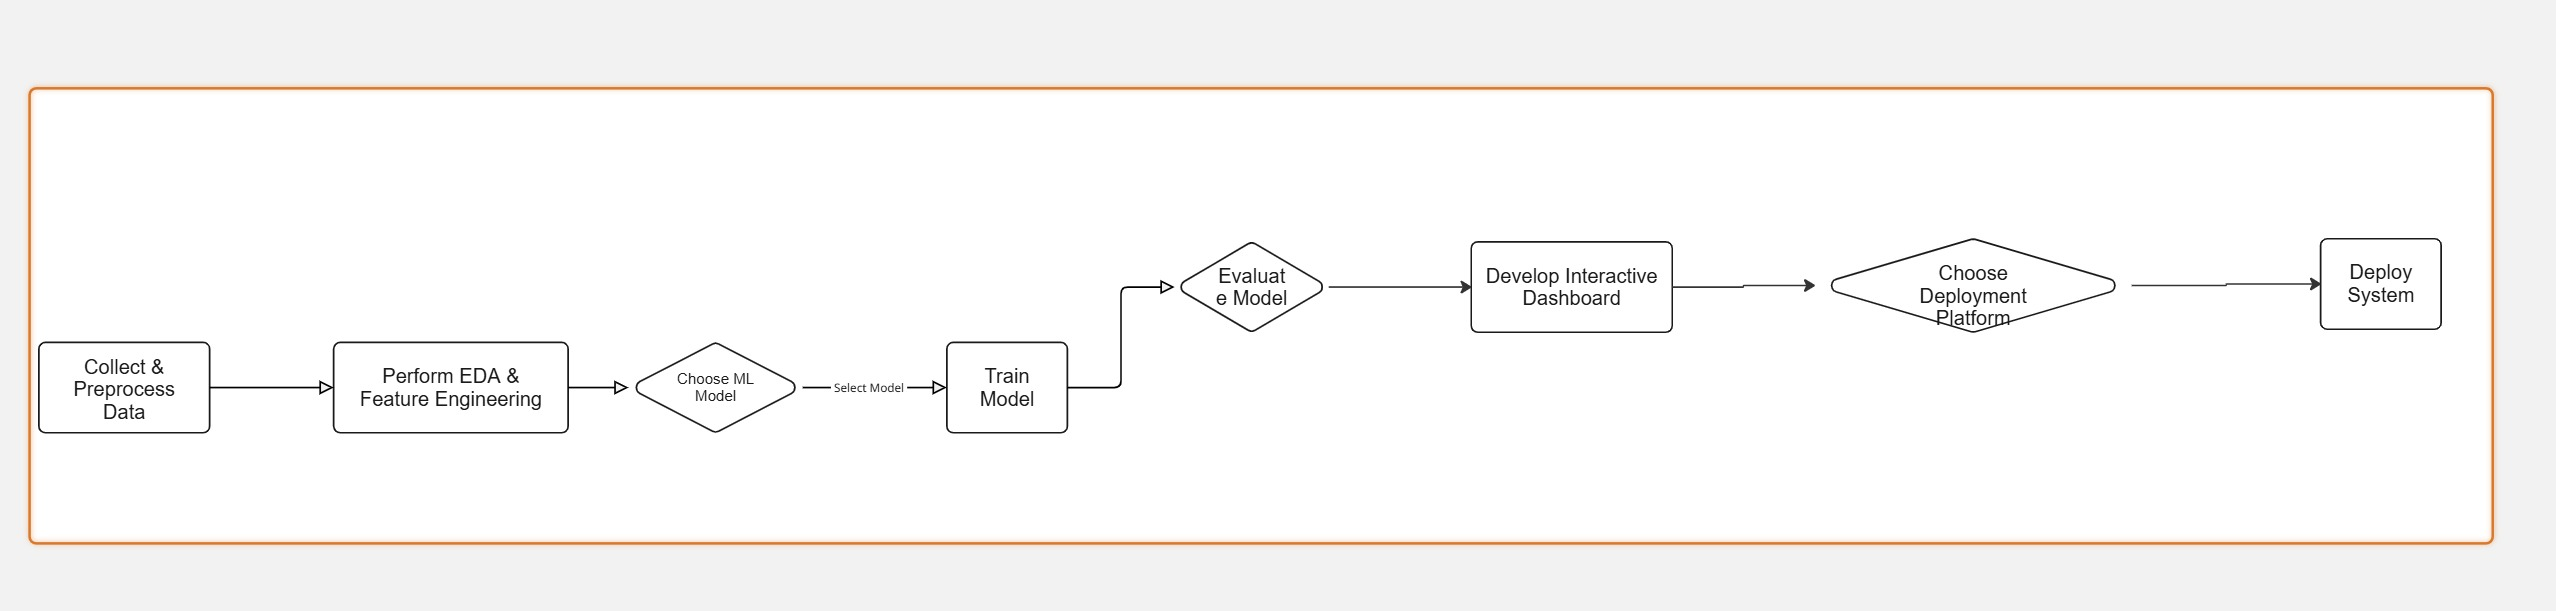 Collect &
Preprocess
Data
Perform EDA &
Feature Engineering
Choose ML
Model
Select Model
Train
Model
Evaluat
e Model
Develop Interactive
Dashboard
Choose
Deployment
Platform
Deploy
System